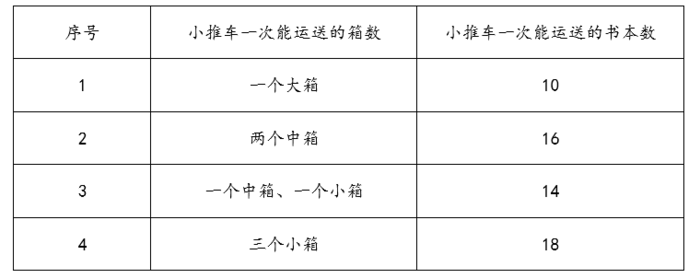 序号 小推车一次能运送的箱数 小推车一次能运送的书本数
1 一个大箱 10
2 两个中箱 16
3 一个中箱、一个小箱 14
4 三个小箱 18